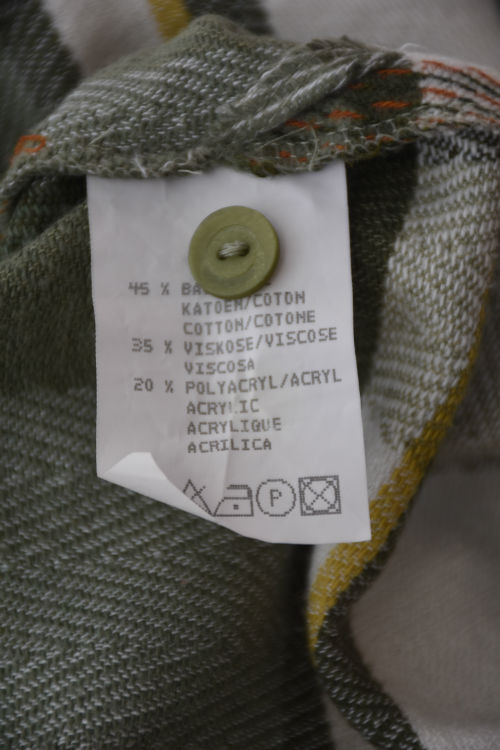 45 %
KATOEN/COTON
COTTON/COTONE
35 % VISKOSE/VISCOSE
VISCOSA
20 % POLYACRYL/ACRYL
ACRYLIC
ACRYLIQUE
ACRILICA
P